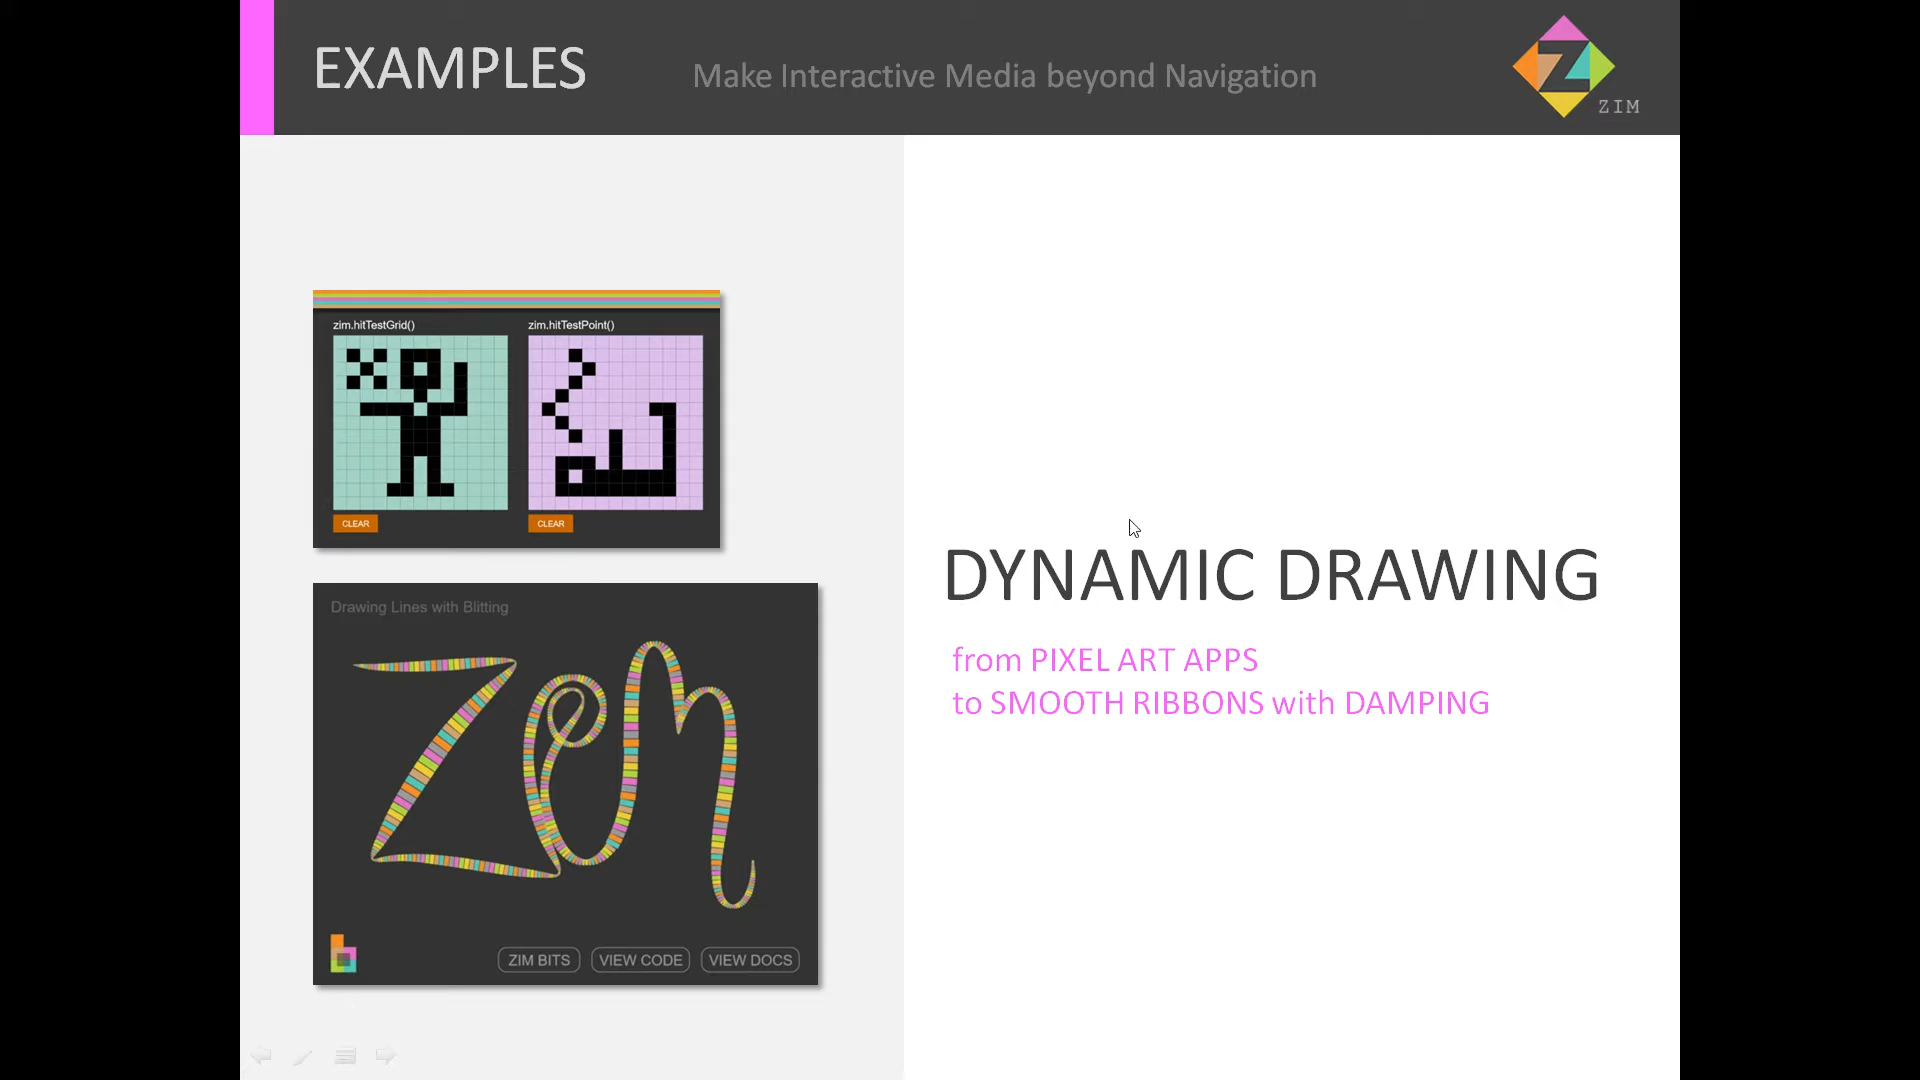 EXAMPLES
Make Interactive Media beyond Navigation
ZIM
zim.hitTestGrid()
zim.hitTestPoint()
CLEAR
CLEAR
Drawing Lines with Blitting
zen
ZIM BITS
VIEW CODE
VIEW DOCS
DYNAMIC DRAWING
from PIXEL ART APPS
to SMOOTH RIBBONS with DAMPING